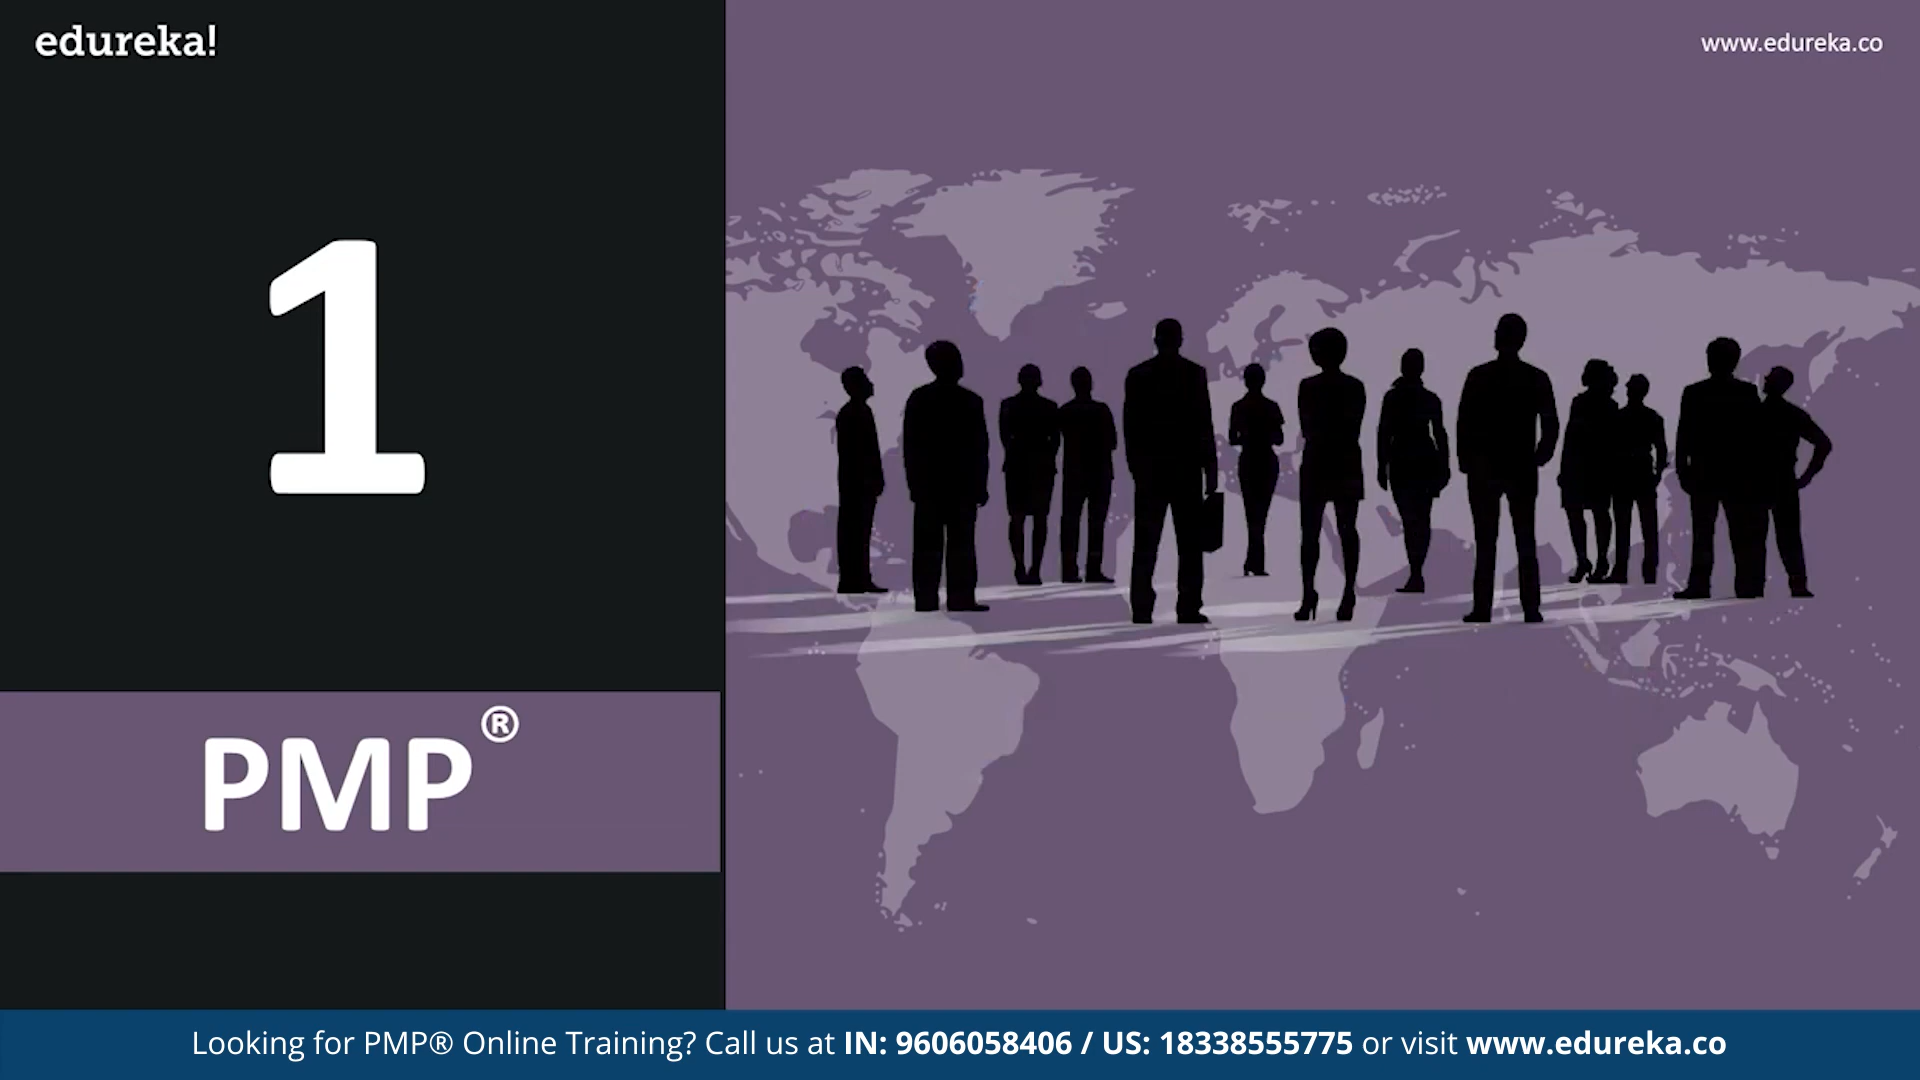 edureka!
www.edureka.co
1
PMP®
Looking for PMP® Online Training? Call us at IN: 9606058406 / US: 18338555775 or visit www.edureka.co